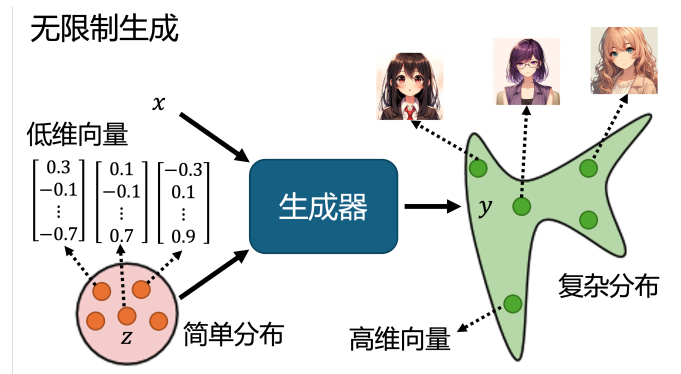 无限制生成
x
低维向量
0.3 0.1 −0.3
−0.1 −0.1 0.1
⋮ ⋮ ⋮
−0.7 0.7 0.9
生成器
y
z
简单分布
复杂分布
高维向量